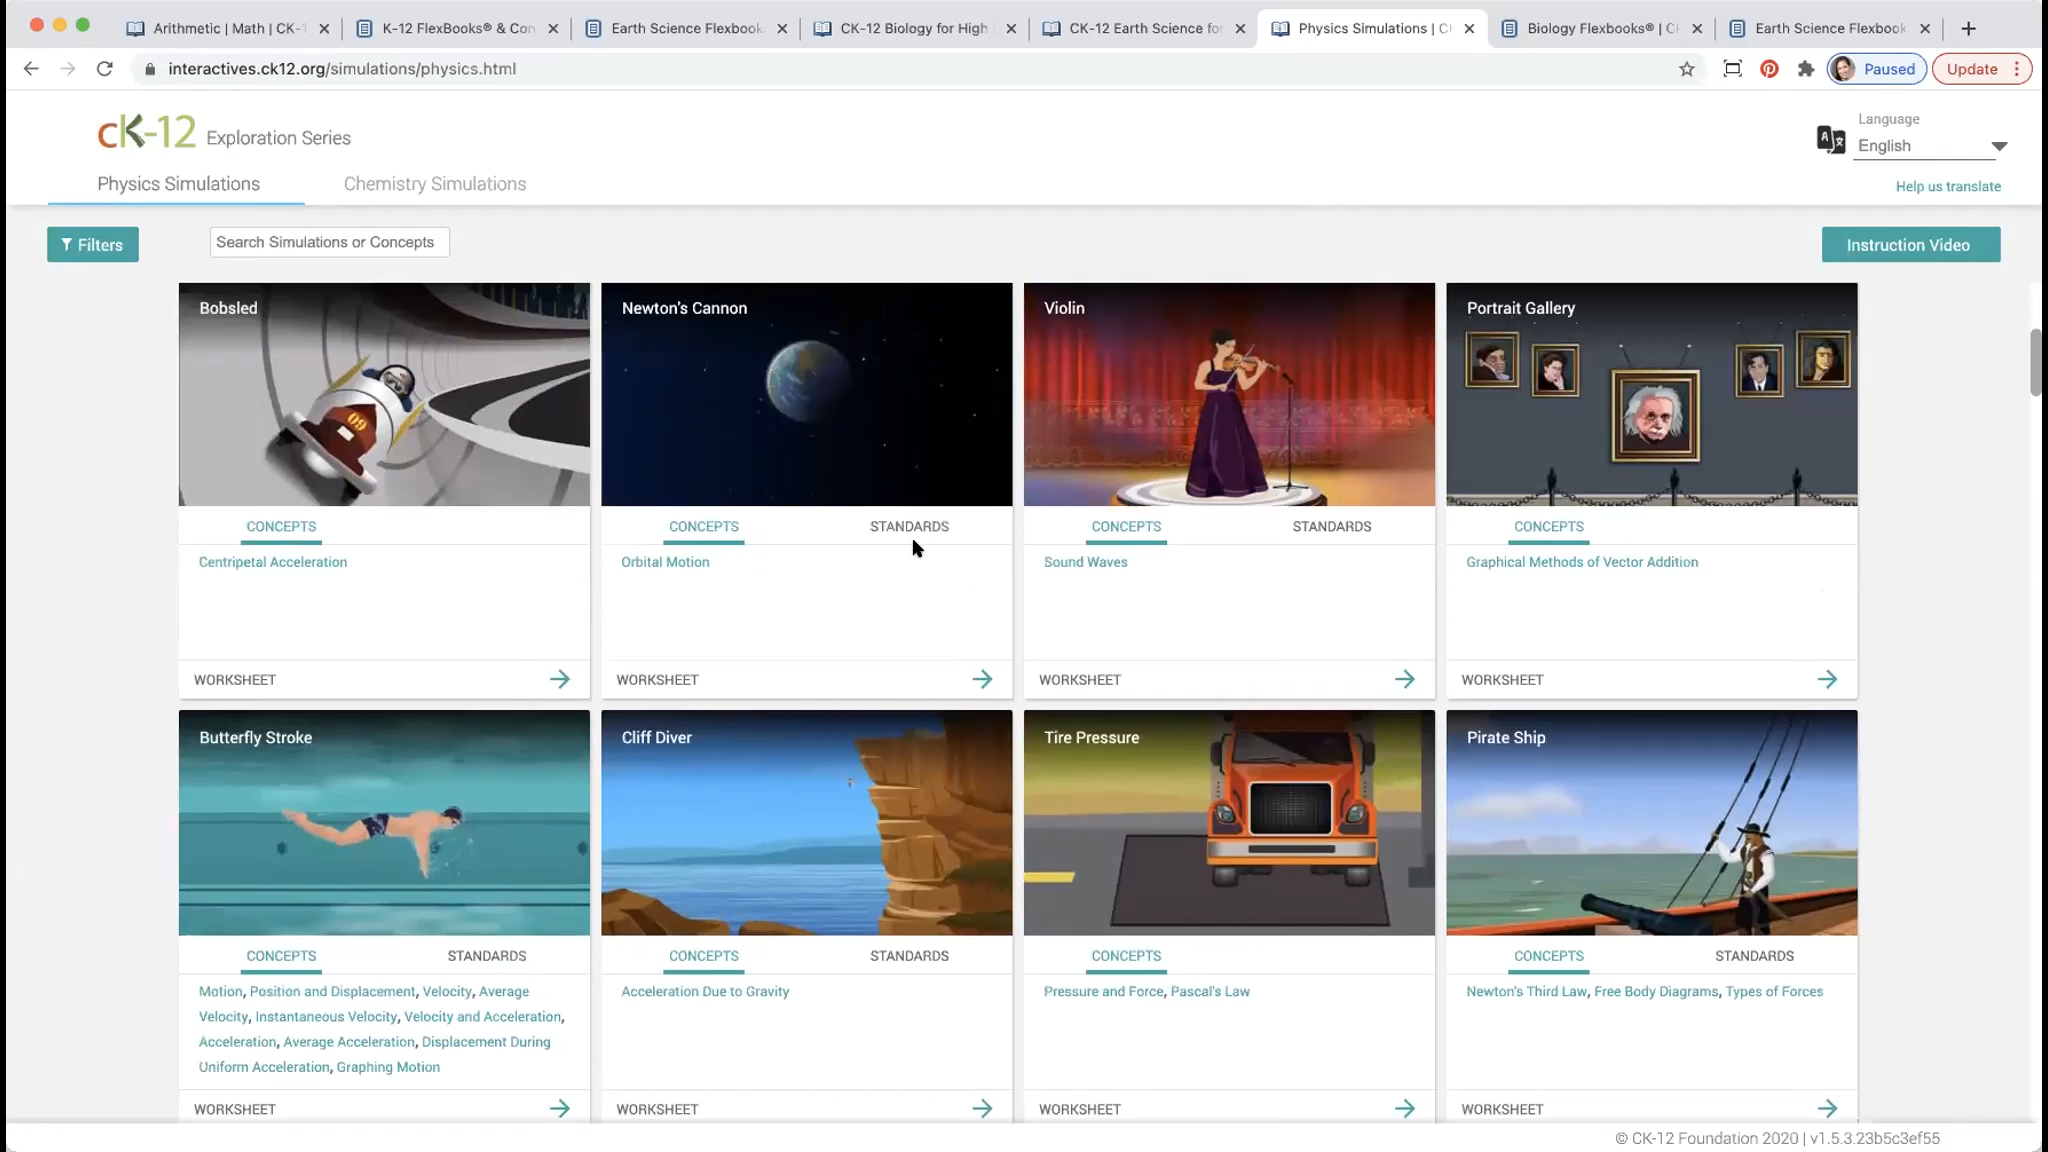 Arithmetic | Math | CK-1
K-12 FlexBooks® & Con
Earth Science Flexbook
CK-12 Biology for High
CK-12 Earth Science for
Physics Simulations | C
Biology Flexbooks® | C
Earth Science Flexbook
interactives.ck12.org/simulations/physics.html
Paused
Update
cK-12 Exploration Series
Language
English
Physics Simulations
Chemistry Simulations
Help us translate
Filters
Search Simulations or Concepts
Instruction Video
Bobsled
Newton's Cannon
Violin
Portrait Gallery
09
CONCEPTS
CONCEPTS STANDARDS
CONCEPTS STANDARDS
CONCEPTS
Centripetal Acceleration
Orbital Motion
Sound Waves
Graphical Methods of Vector Addition
WORKSHEET
WORKSHEET
WORKSHEET
WORKSHEET
Butterfly Stroke
Cliff Diver
Tire Pressure
Pirate Ship
CONCEPTS STANDARDS
CONCEPTS STANDARDS
CONCEPTS
CONCEPTS STANDARDS
Motion, Position and Displacement, Velocity, Average
Velocity, Instantaneous Velocity, Velocity and Acceleration,
Acceleration, Average Acceleration, Displacement During
Uniform Acceleration, Graphing Motion
Acceleration Due to Gravity
Pressure and Force, Pascal's Law
Newton's Third Law, Free Body Diagrams, Types of Forces
WORKSHEET
WORKSHEET
WORKSHEET
WORKSHEET
© CK-12 Foundation 2020 | v1.5.3.23b5c3ef55